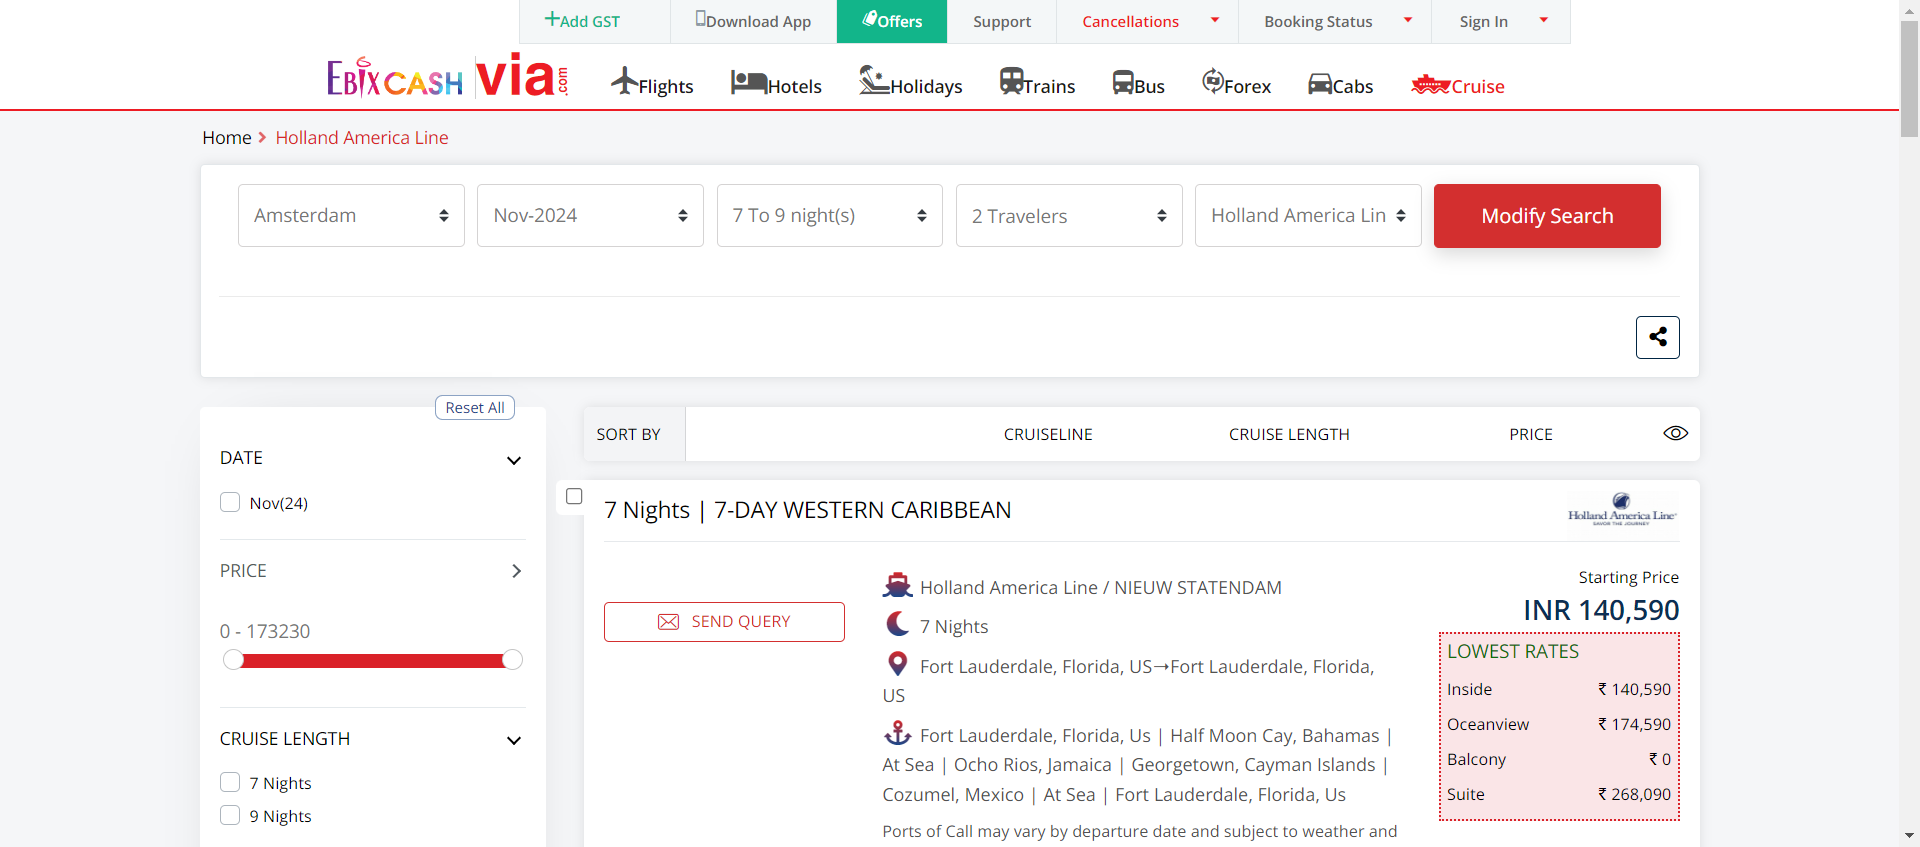 Add GST
Download App
Offers
Support
Cancellations
Booking Status
Sign In
EBIXCASH
via.com
Flights
Hotels
Holidays
Trains
Bus
Forex
Cabs
Cruise
Home
Holland America Line
Amsterdam
Nov-2024
7 To 9 night(s)
2 Travelers
Holland America Lin
Modify Search
Reset All
DATE
Nov(24)
PRICE
0 - 173230
CRUISE LENGTH
7 Nights
9 Nights
SORT BY
CRUISELINE
CRUISE LENGTH
PRICE
7 Nights | 7-DAY WESTERN CARIBBEAN
Holland America Line
SAVOR THE JOURNEY
SEND QUERY
Holland America Line / NIEUW STATENDAM
7 Nights
Fort Lauderdale, Florida, US→Fort Lauderdale, Florida,
US
Fort Lauderdale, Florida, Us | Half Moon Cay, Bahamas |
At Sea | Ocho Rios, Jamaica | Georgetown, Cayman Islands |
Cozumel, Mexico | At Sea | Fort Lauderdale, Florida, Us
Ports of Call may vary by departure date and subject to weather and
Starting Price
INR 140,590
LOWEST RATES
Inside ₹ 140,590
Oceanview ₹ 174,590
Balcony ₹ 0
Suite ₹ 268,090